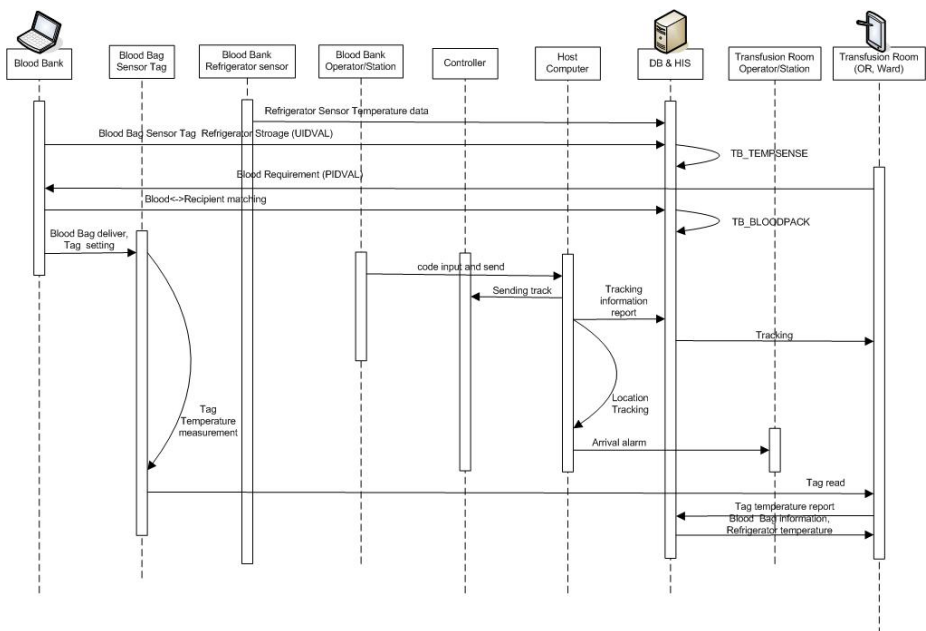 Blood Bank
Blood Bag
Sensor Tag
Blood Bank
Refrigerator sensor
Blood Bank
Operator/Station
Controller
Host
Computer
DB & HIS
Transfusion Room
Operator/Station
Transfusion Room
(OR, Ward)
Refrigerator Sensor Temperature data
Blood Bag Sensor Tag Refrigerator Stroage (UIDVAL)
TB_TEMPSENSE
Blood Requirement (PIDVAL)
Blood<->Recipient matching
TB_BLOODPACK
Blood Bag deliver,
Tag setting
code input and send
Sending track
Tracking
information
report
Tracking
Location
Tracking
Tag
Temperature
measurement
Arrival alarm
Tag read
Tag temperature report
Blood Bag information,
Refrigerator temperature